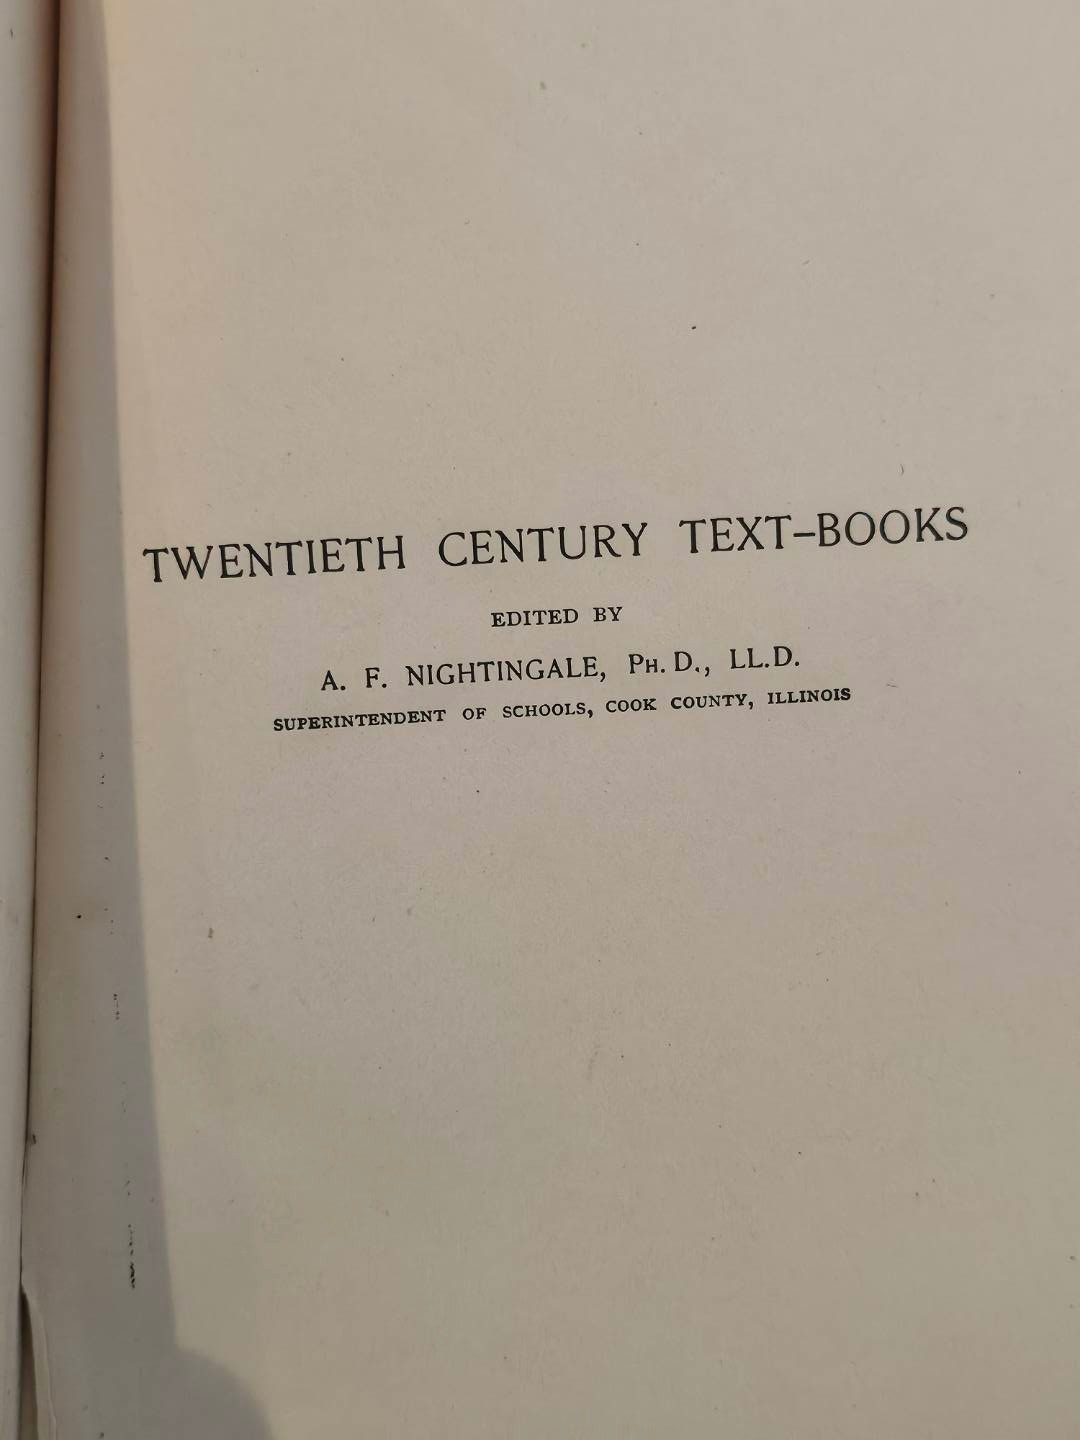 TWENTIETH CENTURY TEXT-BOOKS
EDITED BY
A. F. NIGHTINGALE, PH. D., LL.D.
SUPERINTENDENT OF SCHOOLS, COOK COUNTY, ILLINOIS